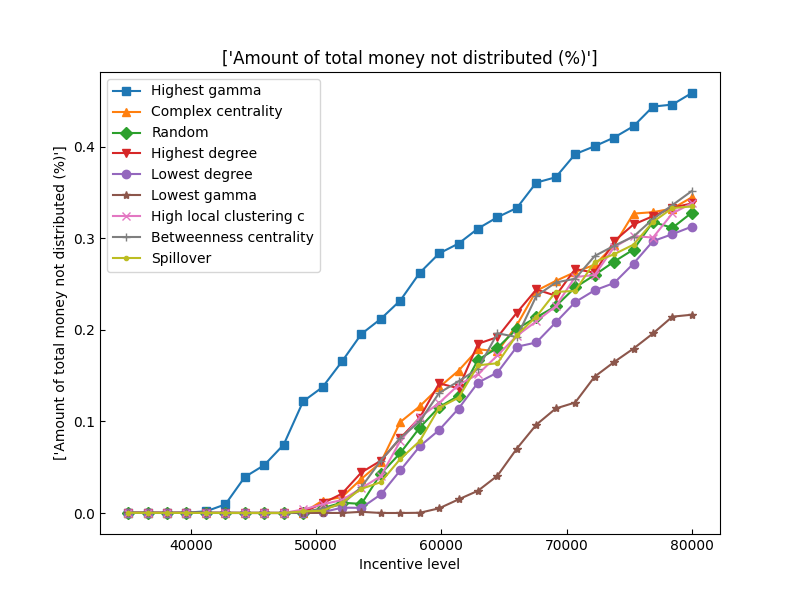 ['Amount of total money not distributed (%)']
Highest gamma
Complex centrality
Random
Highest degree
Lowest degree
Lowest gamma
High local clustering c
Betweenness centrality
Spillover
['Amount of total money not distributed (%)']
0.4
0.3
0.2
0.1
0.0
40000 50000 60000 70000 80000
Incentive level